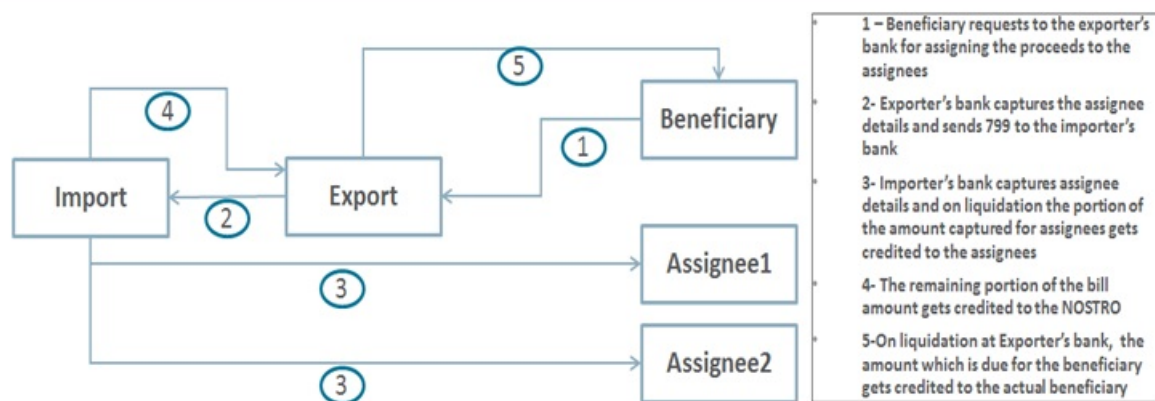 5
4
Beneficiary
1
Import
Export
2
Assignee1
3
Assignee2
3
1 – Beneficiary requests to the exporter's
bank for assigning the proceeds to the
assignees
2- Exporter's bank captures the assignee
details and sends 799 to the importer's
bank
3- Importer's bank captures assignee
details and on liquidation the portion of
the amount captured for assignees gets
credited to the assignees
4- The remaining portion of the bill
amount gets credited to the NOSTRO
5-On liquidation at Exporter's bank, the
amount which is due for the beneficiary
gets credited to the actual beneficiary